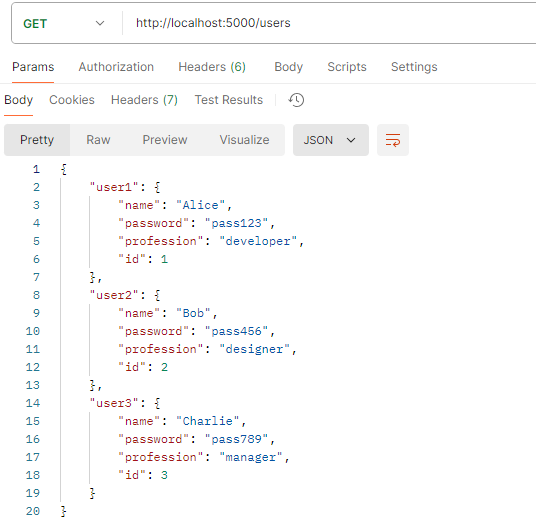 GET http://localhost:5000/users
Params Authorization Headers (6) Body Scripts Settings
Body Cookies Headers (7) Test Results
Pretty Raw Preview Visualize JSON
1 {
2 "user1": {
3 "name": "Alice",
4 "password": "pass123",
5 "profession": "developer",
6 "id": 1
7 },
8 "user2": {
9 "name": "Bob",
10 "password": "pass456",
11 "profession": "designer",
12 "id": 2
13 },
14 "user3": {
15 "name": "Charlie",
16 "password": "pass789",
17 "profession": "manager",
18 "id": 3
19 }
20 }